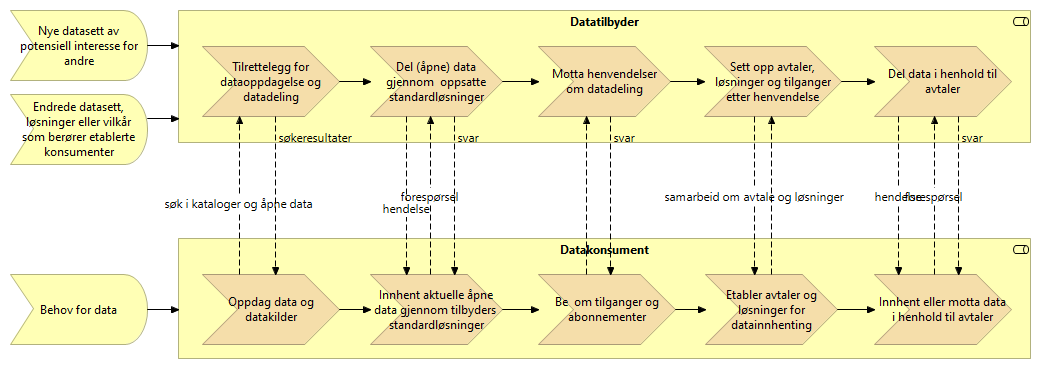 Nye datasett av
potensiell interesse for
andre
Endrede datasett,
løsninger eller vilkår
som berører etablerte
konsumenter
Datatilbyder
Tilrettelegg for
dataoppdagelse og
datadeling
Del (åpne) data
gjennom oppsatte
standardløsninger
Motta henvendelser
om datadeling
Sett opp avtaler,
løsninger og tilganger
etter henvendelse
Del data i henhold til
avtaler
søkeresultater
svar
svar
svar
søk i kataloger og åpne data
forespørsel
hendelse
samarbeid om avtale og løsninger
hendelse
forespørsel
Datakonsument
Behov for data
Oppdag data og
datakilder
Innhent aktuelle åpne
data gjennom tilbyders
standardløsninger
Be om tilganger og
abonnementer
Etabler avtaler og
løsninger for
datainnhenting
Innhent eller motta data
i henhold til avtaler